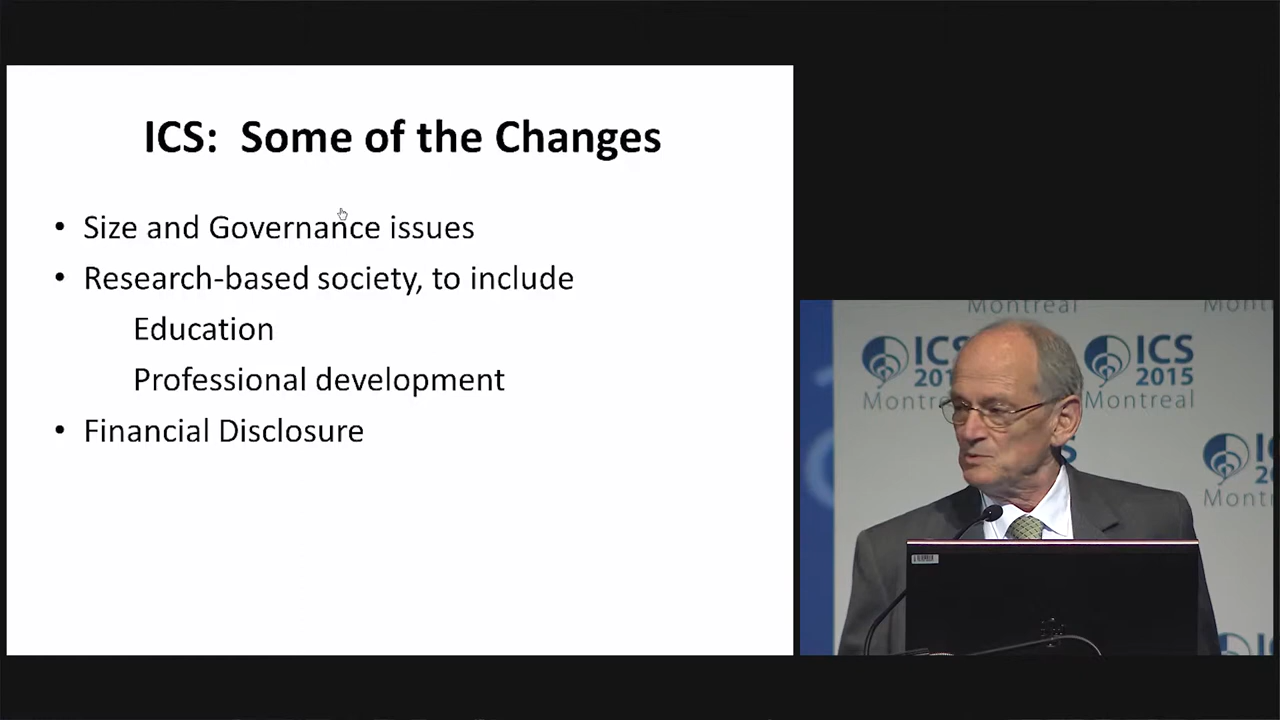 ICS: Some of the Changes
• Size and Governance issues
• Research-based society, to include
Education
Professional development
• Financial Disclosure
Montreal
ICS
2015
Montreal
ICS
Montreal